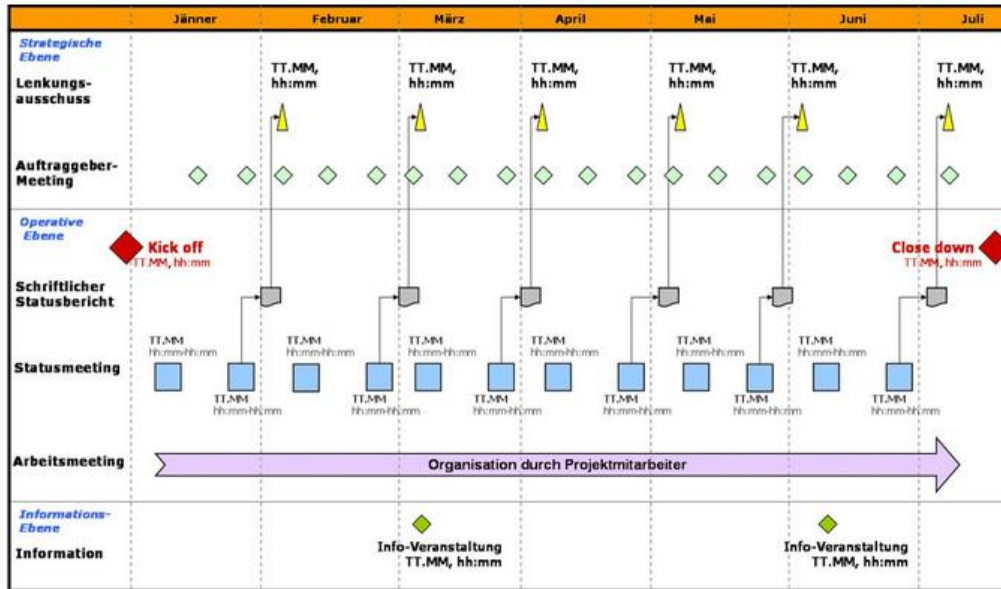 Jänner Februar März April Mai Juni Juli
Strategische
Ebene
Lenkungs-
ausschuss
TT.MM, TT.MM, TT.MM, TT.MM, TT.MM, TT.MM,
hh:mm hh:mm hh:mm hh:mm hh:mm hh:mm
Auftraggeber-
Meeting
Operative
Ebene
Kick off
TT.MM, hh:mm
Close down
TT.MM, hh:mm
Schriftlicher
Statusbericht
Statusmeeting
TT.MM TT.MM TT.MM TT.MM TT.MM TT.MM
hh:mm-hh:mm hh:mm-hh:mm hh:mm-hh:mm hh:mm-hh:mm hh:mm-hh:mm hh:mm-hh:mm
TT.MM TT.MM TT.MM TT.MM TT.MM TT.MM
hh:mm-hh:mm hh:mm-hh:mm hh:mm-hh:mm hh:mm-hh:mm hh:mm-hh:mm hh:mm-hh:mm
Arbeitsmeeting
Organisation durch Projektmitarbeiter
Informations-
Ebene
Information
Info-Veranstaltung
TT.MM, hh:mm
Info-Veranstaltung
TT.MM, hh:mm